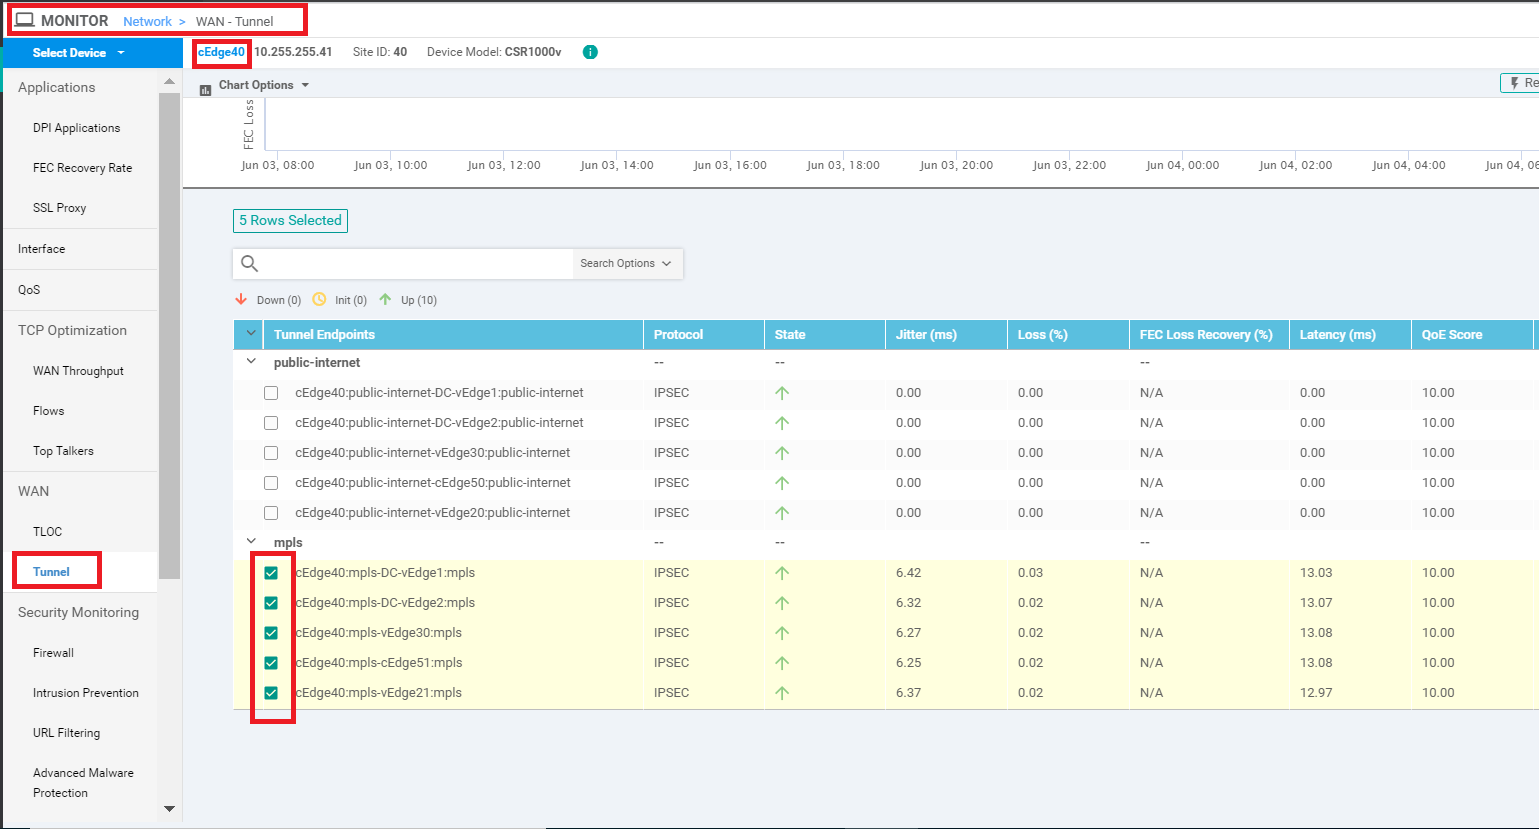 MONITOR Network > WAN - Tunnel
Select Device cEdge40 10.255.255.41 Site ID: 40 Device Model: CSR1000v i
Chart Options Re
Applications
DPI Applications
FEC Recovery Rate
SSL Proxy
Interface
QoS
TCP Optimization
WAN Throughput
Flows
Top Talkers
WAN
TLOC
Tunnel
Security Monitoring
Firewall
Intrusion Prevention
URL Filtering
Advanced Malware
Protection
FEC Loss
Jun 03, 08:00 Jun 03, 10:00 Jun 03, 12:00 Jun 03, 14:00 Jun 03, 16:00 Jun 03, 18:00 Jun 03, 20:00 Jun 03, 22:00 Jun 04, 00:00 Jun 04, 02:00 Jun 04, 04:00 Jun 04, 06
5 Rows Selected
Search Options
Down (0) Init (0) Up (10)
Tunnel Endpoints Protocol State Jitter (ms) Loss (%) FEC Loss Recovery (%) Latency (ms) QoE Score
public-internet -- -- --
cEdge40:public-internet-DC-vEdge1:public-internet IPSEC 0.00 0.00 N/A 0.00 10.00
cEdge40:public-internet-DC-vEdge2:public-internet IPSEC 0.00 0.00 N/A 0.00 10.00
cEdge40:public-internet-vEdge30:public-internet IPSEC 0.00 0.00 N/A 0.00 10.00
cEdge40:public-internet-cEdge50:public-internet IPSEC 0.00 0.00 N/A 0.00 10.00
cEdge40:public-internet-vEdge20:public-internet IPSEC 0.00 0.00 N/A 0.00 10.00
mpls -- -- --
cEdge40:mpls-DC-vEdge1:mpls IPSEC 6.42 0.03 N/A 13.03 10.00
cEdge40:mpls-DC-vEdge2:mpls IPSEC 6.32 0.02 N/A 13.07 10.00
cEdge40:mpls-vEdge30:mpls IPSEC 6.27 0.02 N/A 13.08 10.00
cEdge40:mpls-cEdge51:mpls IPSEC 6.25 0.02 N/A 13.08 10.00
cEdge40:mpls-vEdge21:mpls IPSEC 6.37 0.02 N/A 12.97 10.00